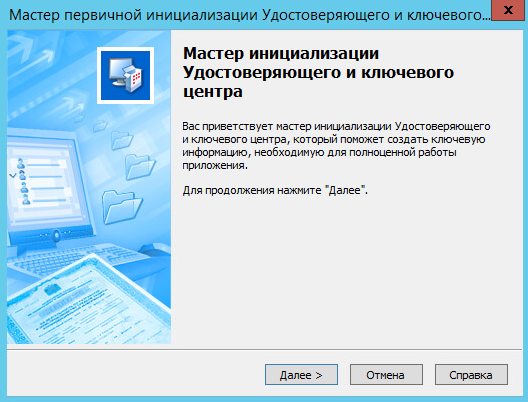 Мастер первичной инициализации Удостоверяющего и ключевого...
x
Мастер инициализации
Удостоверяющего и ключевого
центра
Вас приветствует мастер инициализации Удостоверяющего
и ключевого центра, который поможет создать ключевую
информацию, необходимую для полноценной работы
приложения.
Для продолжения нажмите "Далее".
Далее >
Отмена
Справка